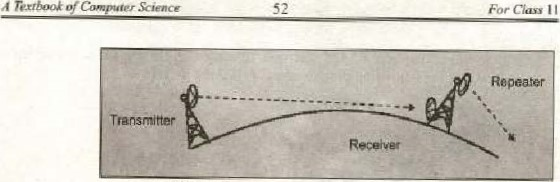 A Textbook of Computer Science 52 For Class 11
Repeater
Transmitter
Receiver